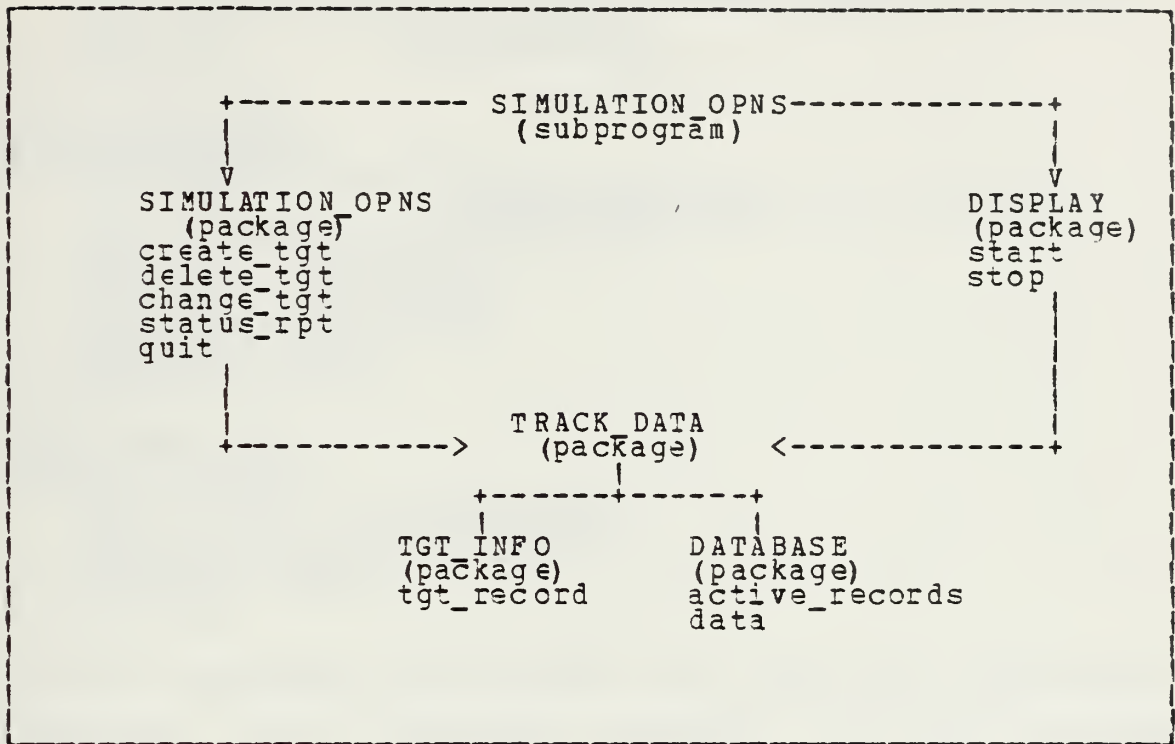 SIMULATION_OPNS
(subprogram)
SIMULATION_OPNS
(package)
create_tgt
delete_tgt
change_tgt
status_rpt
quit
DISPLAY
(package)
start
stop
TRACK_DATA
(package)
TGT_INFO
(package)
tgt_record
DATABASE
(package)
active_records
data